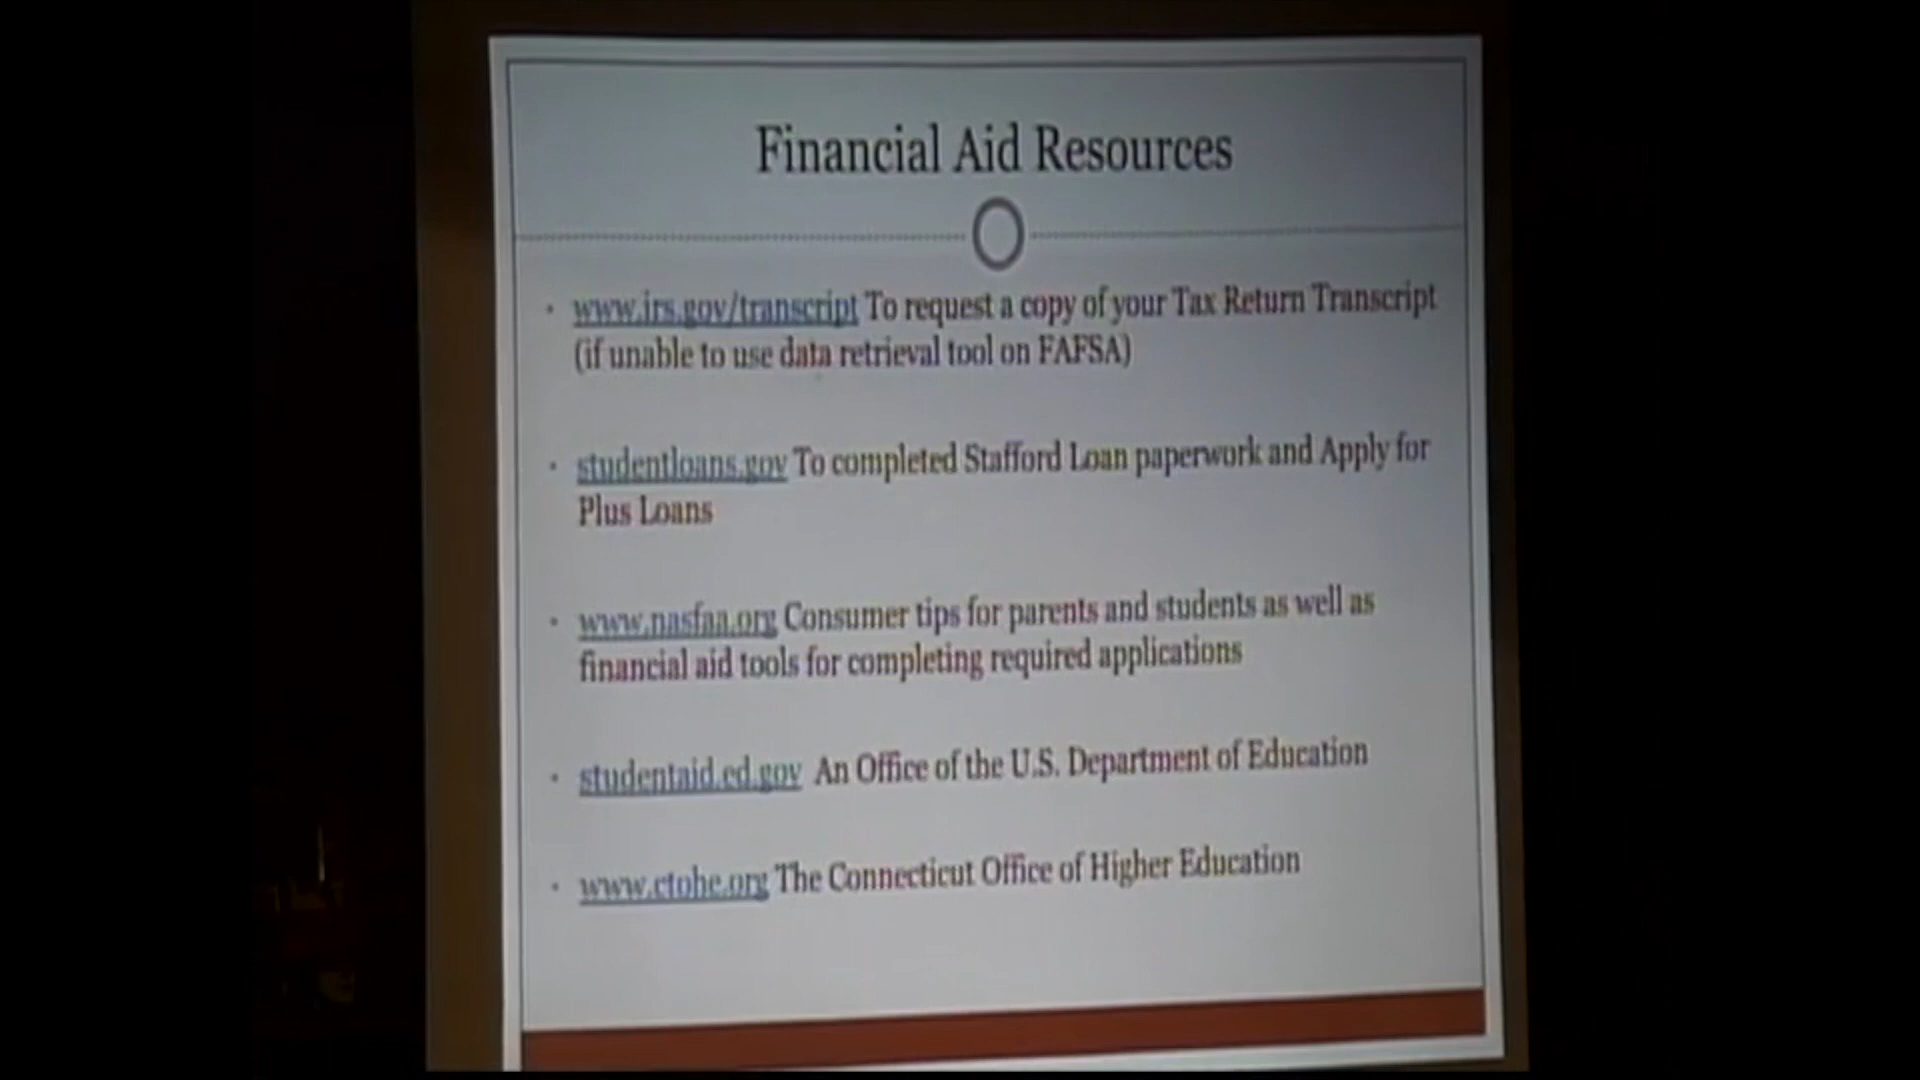 Financial Aid Resources
www.irs.gov/transcript To request a copy of your Tax Return Transcript
(if unable to use data retrieval tool on FAFSA)
studentloans.gov To completed Stafford Loan paperwork and Apply for
Plus Loans
www.nasfaa.org Consumer tips for parents and students as well as
financial aid tools for completing required applications
studentaid.ed.gov An Office of the U.S. Department of Education
www.ctohe.org The Connecticut Office of Higher Education